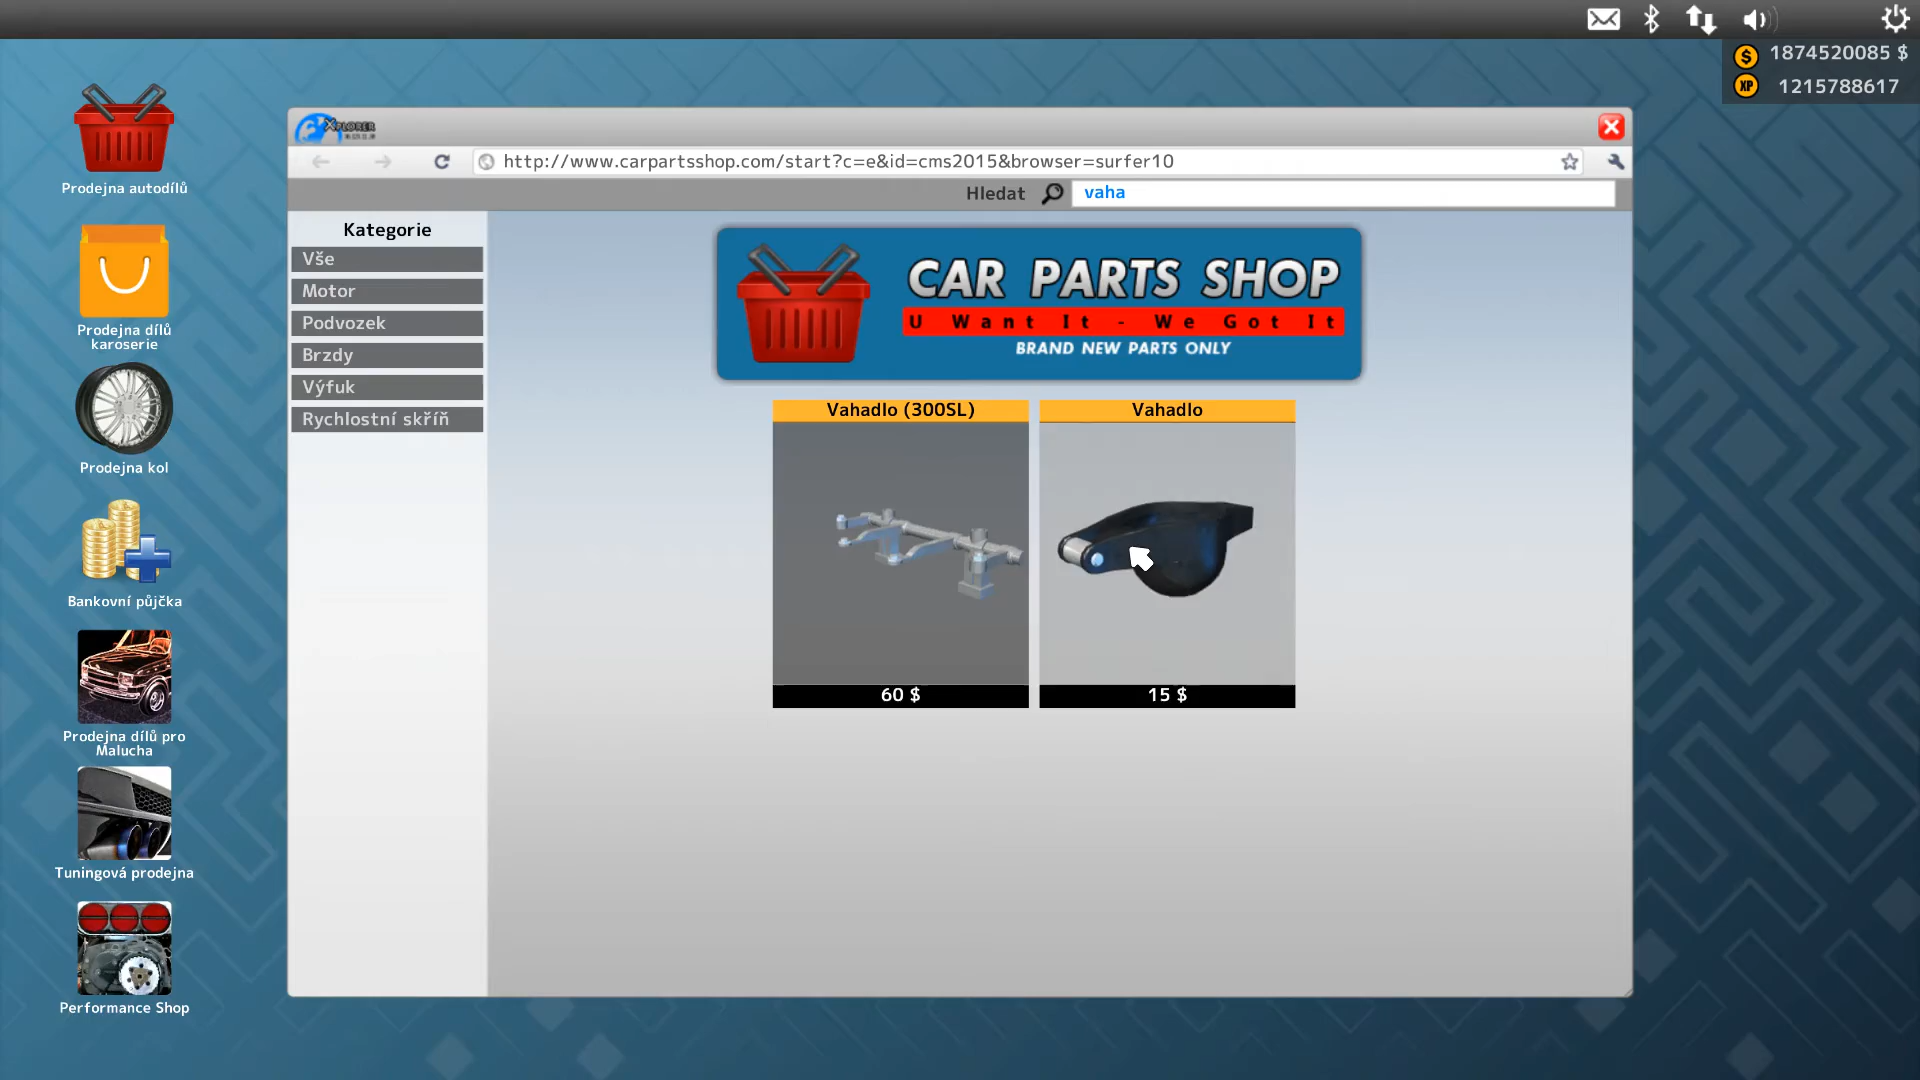 1874520085 $
XP 1215788617
Prodejna autodílů
Prodejna dílů
karoserie
Prodejna kol
Bankovní půjčka
Prodejna dílů pro
Malucha
Tuningová prodejna
Performance Shop
XPLORER
http://www.carpartsshop.com/start?c=e&id=cms2015&browser=surfer10
Hledat vaha
Kategorie
Vše
Motor
Podvozek
Brzdy
Výfuk
Rychlostní skříň
CAR PARTS SHOP
U Want It - We Got It
BRAND NEW PARTS ONLY
Vahadlo (300SL)
60 $
Vahadlo
15 $